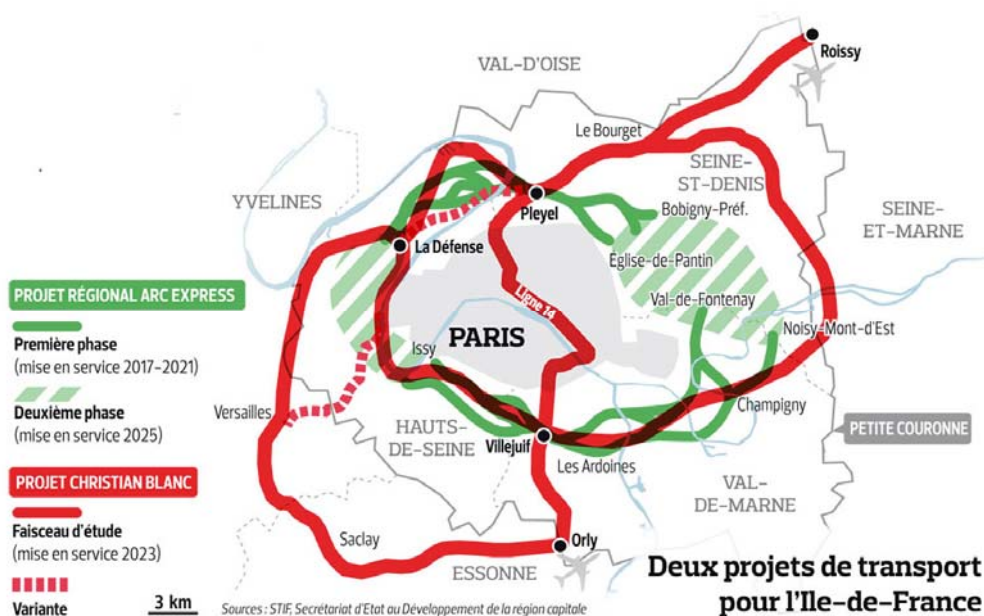 Roissy
VAL-D'OISE
Le Bourget
SEINE-
ST-DENIS
YVELINES
Pleyel
Bobigny-Préf.
SEINE-
ET-MARNE
La Défense
Église-de-Pantin
PROJET RÉGIONAL ARC EXPRESS
Val-de-Fontenay
Ligne 14
Première phase
(mise en service 2017-2021)
PARIS
Noisy-Mont-d'Est
Issy
Deuxième phase
(mise en service 2025)
Versailles
Champigny
HAUTS-
DE-SEINE
Villejuif
PETITE COURONNE
PROJET CHRISTIAN BLANC
Les Ardoines
VAL-
DE-MARNE
Faisceau d'étude
(mise en service 2023)
Saclay
Orly
ESSONNE
Variante
3 km
Sources : STIF, Secrétariat d'Etat au Développement de la région capitale
Deux projets de transport
pour l'Ile-de-France